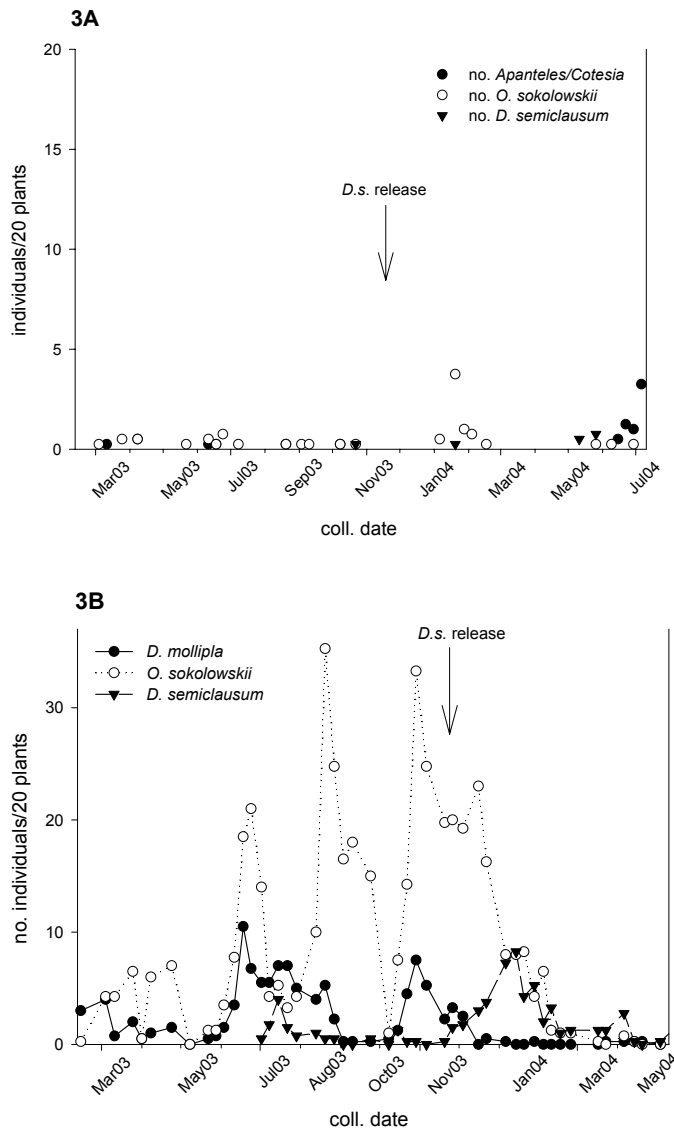 3A
20
no. Apanteles/Cotesia
no. O. sokolowskii
no. D. semiclausum
15
D.s. release
individuals/20 plants
10
5
0
Mar03 May03 Jul03 Sep03 Nov03 Jan04 Mar04 May04 Jul04
coll. date
3B
D.s. release
D. mollipla
O. sokolowskii
D. semiclausum
30
no. individuals/20 plants
20
10
0
Mar03 May03 Jul03 Aug03 Oct03 Nov03 Jan04 Mar04 May04
coll. date